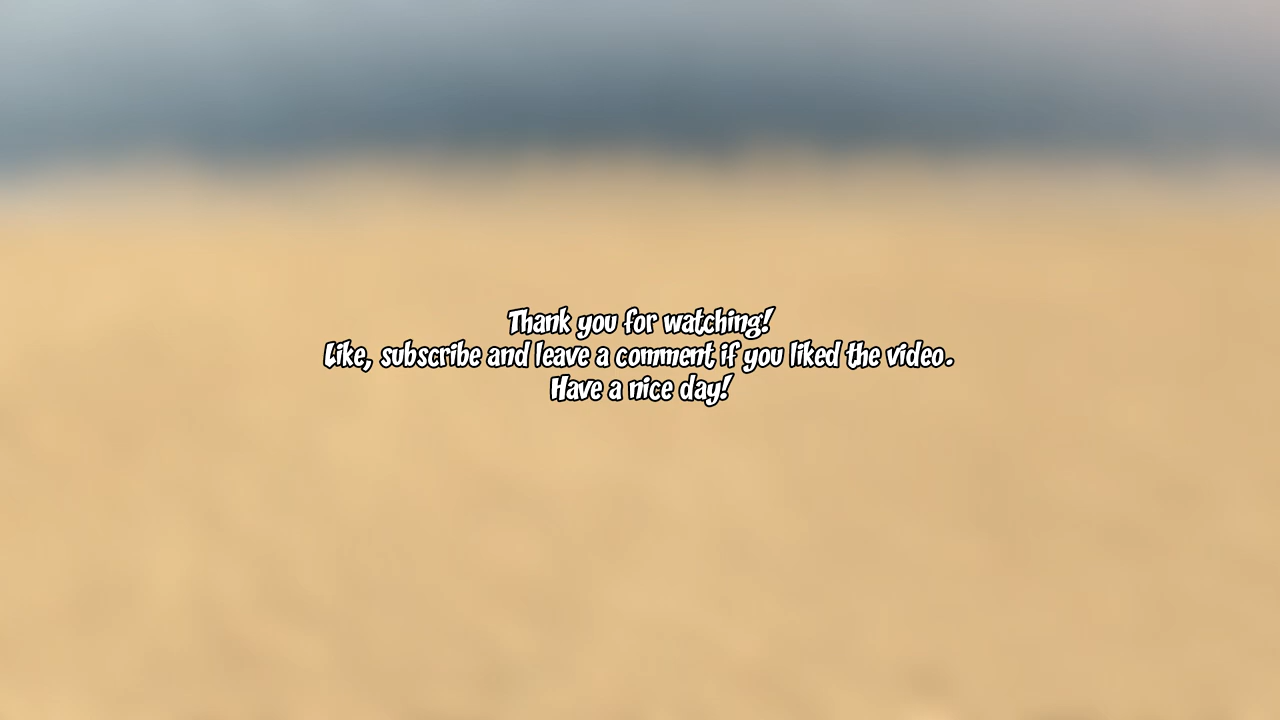 Thank you for watching!
Like, subscribe and leave a comment if you liked the video.
Have a nice day!